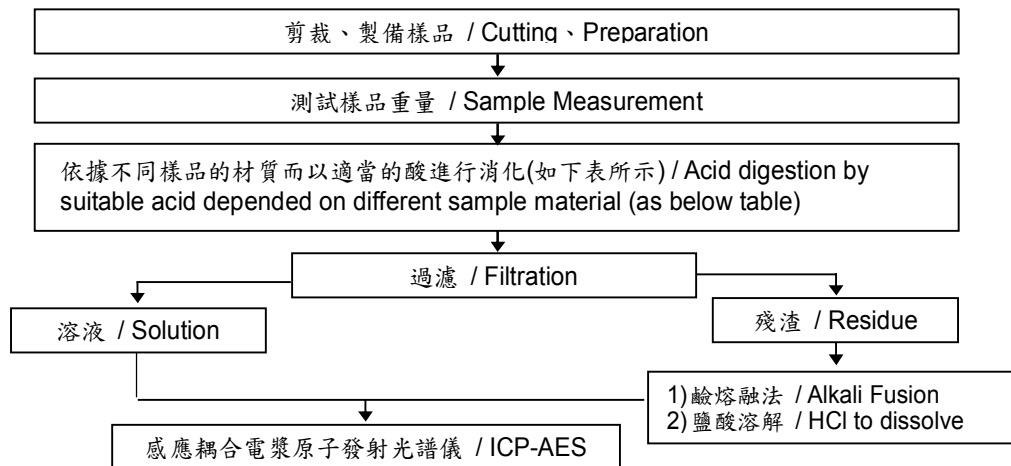 剪裁、製備樣品 / Cutting、Preparation
測試樣品重量 / Sample Measurement
依據不同樣品的材質而以適當的酸進行消化(如下表所示) / Acid digestion by
suitable acid depended on different sample material (as below table)
過濾 / Filtration
溶液 / Solution
殘渣 / Residue
1)鹼熔融法 / Alkali Fusion
2)鹽酸溶解 / HCl to dissolve
感應耦合電漿原子發射光譜儀 / ICP-AES